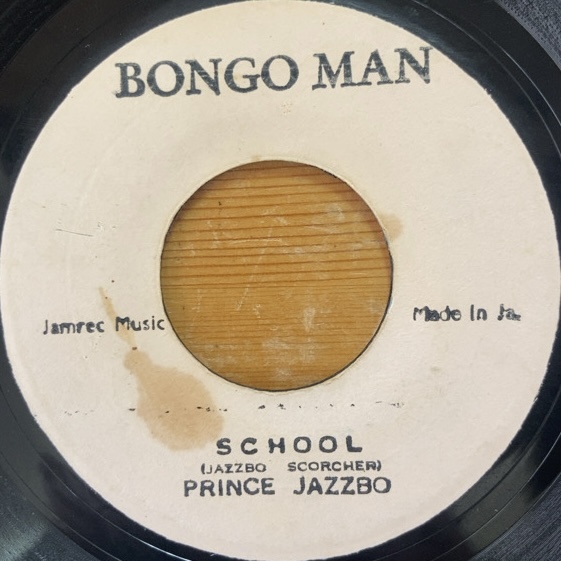 BONGO MAN
Jamrec Music
Made In Ja.
SCHOOL
(JAZZBO SCORCHER)
PRINCE JAZZBO